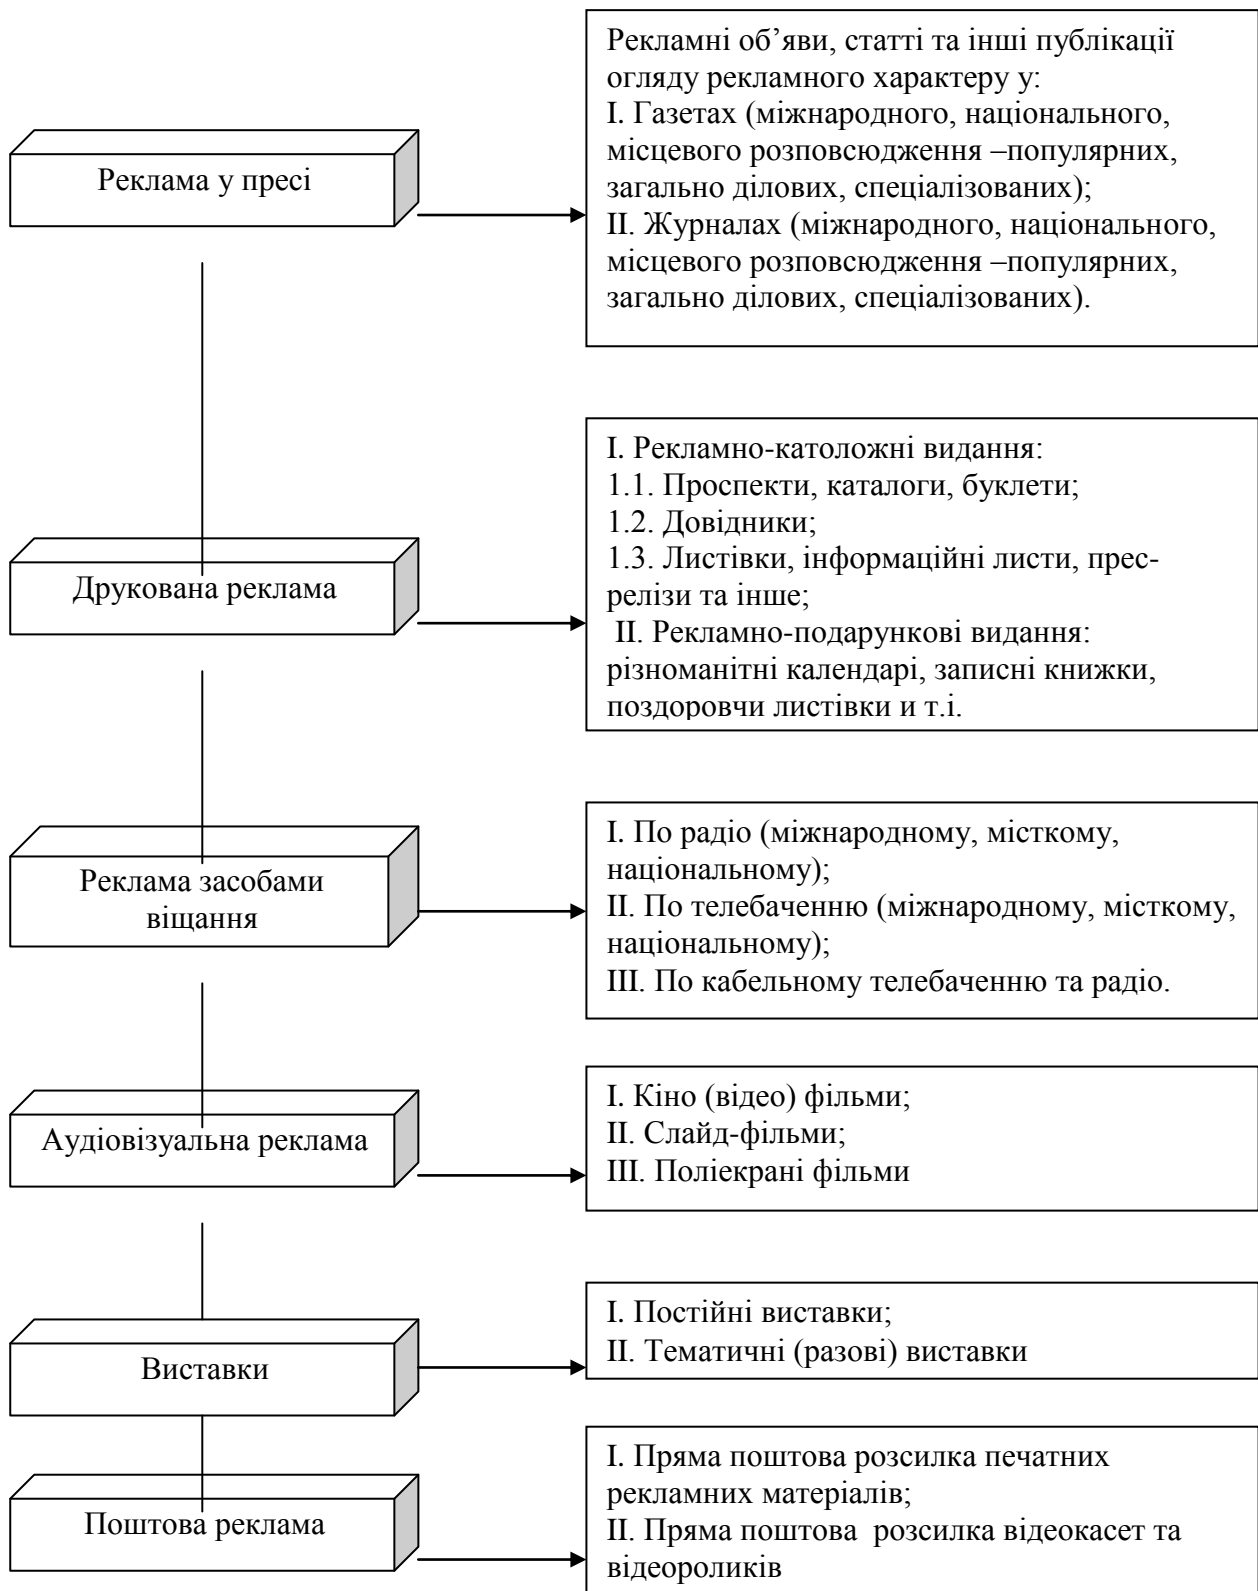 Реклама у пресі
Рекламні об’яви, статті та інші публікації
огляду рекламного характеру у:
І. Газетах (міжнародного, національного,
місцевого розповсюдження –популярних,
загально ділових, спеціалізованих);
ІІ. Журналах (міжнародного, національного,
місцевого розповсюдження –популярних,
загально ділових, спеціалізованих).
Друкована реклама
І. Рекламно-католожні видання:
1.1. Проспекти, каталоги, буклети;
1.2. Довідники;
1.3. Листівки, інформаційні листи, прес-
релізи та інше;
ІІ. Рекламно-подарункові видання:
різноманітні календарі, записні книжки,
поздоровчи листівки и т.і.
Реклама засобами
віщання
І. По радіо (міжнародному, місткому,
національному);
ІІ. По телебаченню (міжнародному, місткому,
національному);
ІІІ. По кабельному телебаченню та радіо.
Аудіовізуальна реклама
І. Кіно (відео) фільми;
ІІ. Слайд-фільми;
ІІІ. Поліекрані фільми
Виставки
І. Постійні виставки;
ІІ. Тематичні (разові) виставки
Поштова реклама
І. Пряма поштова розсилка печатних
рекламних матеріалів;
ІІ. Пряма поштова розсилка відеокасет та
відеороликів